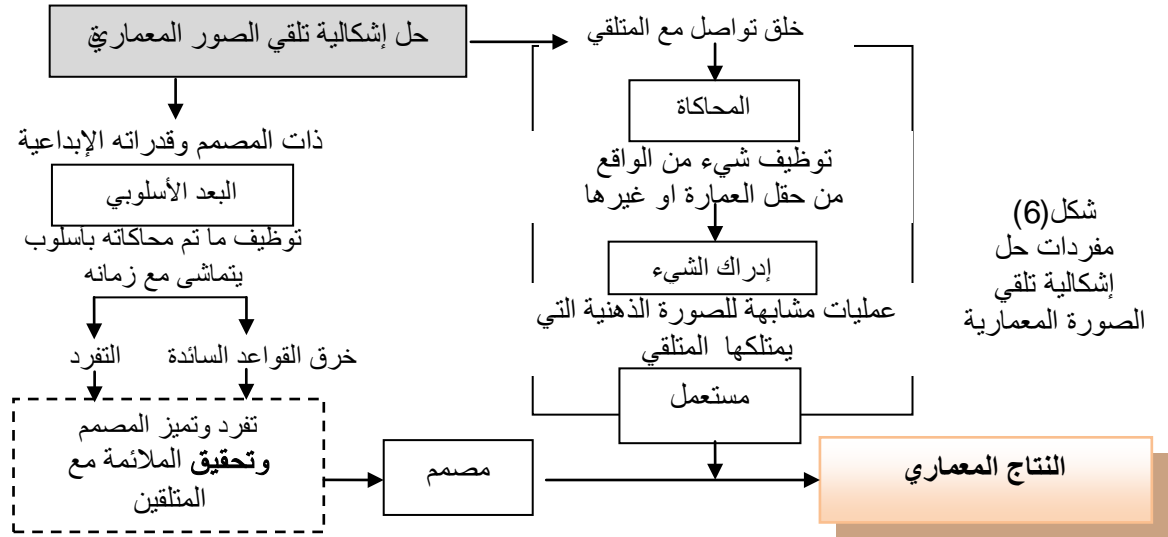 حل إشكالية تلقي الصور المعمارية
خلق تواصل مع المتلقي
المحاكاة
توظيف شيء من الواقع
من حقل العمارة او غيرها
إدراك الشيء
عمليات مشابهة للصورة الذهنية التي
يمتلكها المتلقي
مستعمل
ذات المصمم وقدراته الإبداعية
البعد الأسلوبي
توظيف ما تم محاكاته باسلوب
يتماشى مع زمانه
خرق القواعد السائدة
التفرد
تفرد وتميز المصمم
وتحقيق الملائمة مع
المتلقين
مصمم
النتاج المعماري
شكل(6)
مفردات حل
إشكالية تلقي
الصورة المعمارية